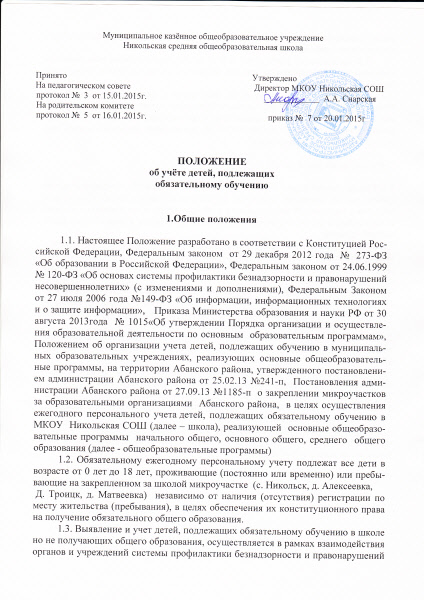 Муниципальное казённое общеобразовательное учреждение
Никольская средняя общеобразовательная школа
Принято
На педагогическом совете
протокол № 3 от 15.01.2015г.
На родительском комитете
протокол № 5 от 16.01.2015г.
Утверждено
Директор МКОУ Никольская СОШ
А.А. Снарская
приказ № 7 от 20.01.2015г
ПОЛОЖЕНИЕ
об учёте детей, подлежащих
обязательному обучению
1.Общие положения
1.1. Настоящее Положение разработано в соответствии с Конституцией Рос-
сийской Федерации, Федеральным законом от 29 декабря 2012 года № 273-ФЗ
«Об образовании в Российской Федерации», Федеральным законом от 24.06.1999
№ 120-ФЗ «Об основах системы профилактики безнадзорности и правонарушений
несовершеннолетних» (с изменениями и дополнениями), Федеральным Законом
от 27 июля 2006 года №149-ФЗ «Об информации, информационных технологиях
и о защите информации», Приказа Министерства образования и науки РФ от 30
августа 2013года № 1015«Об утверждении Порядка организации и осуществле-
ния образовательной деятельности по основным образовательным программам»,
Положением об организации учета детей, подлежащих обучению в муниципаль-
ных образовательных учреждениях, реализующих основные общеобразователь-
ные программы, на территории Абанского района, утвержденного постановлени-
ем администрации Абанского района от 25.02.13 №241-п, Постановления адми-
нистрации Абанского района от 27.09.13 №1185-п о закреплении микроучастков
за образовательными организациями Абанского района, в целях осуществления
ежегодного персонального учета детей, подлежащих обязательному обучению в
МКОУ Никольская СОШ (далее – школа), реализующей основные общеобразо-
вательные программы начального общего, основного общего, среднего общего
образования (далее - общеобразовательные программы)
1.2. Обязательному ежегодному персональному учету подлежат все дети в
возрасте от 0 лет до 18 лет, проживающие (постоянно или временно) или пребы-
вающие на закрепленном за школой микроучастке (с. Никольск, д. Алексеевка,
Д. Троицк, д. Матвеевка) независимо от наличия (отсутствия) регистрации по
месту жительства (пребывания), в целях обеспечения их конституционного права
на получение обязательного общего образования.
1.3. Выявление и учет детей, подлежащих обязательному обучению в школе
но не получающих общего образования, осуществляется в рамках взаимодействия
органов и учреждений системы профилактики безнадзорности и правонарушений